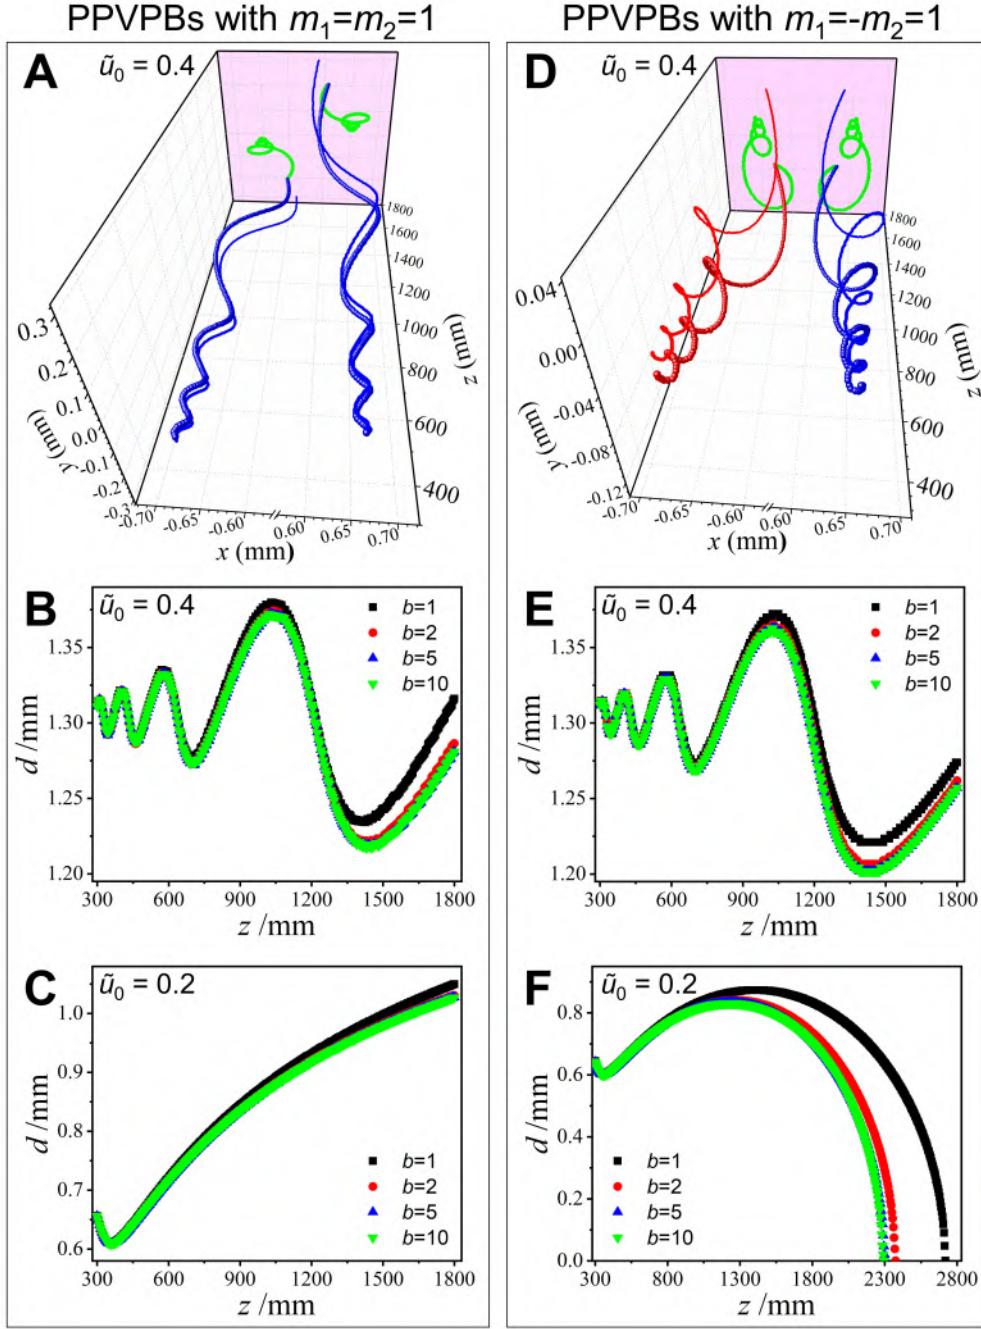 PPVPBs with m₁=m₂=1
A
ũ₀ = 0.4
0.3
0.2
0.1
0.0
-0.1
-0.2
-0.3
y (mm)
-0.70
-0.65
-0.60
0.60
0.65
0.70
x (mm)
1800
1600
1400
1200
1000
800
600
400
z (mm)
B
ũ₀ = 0.4
b=1
b=2
b=5
b=10
1.35
1.30
1.25
1.20
d /mm
300 600 900 1200 1500 1800
z /mm
C
ũ₀ = 0.2
1.0
0.9
0.8
0.7
0.6
d /mm
b=1
b=2
b=5
b=10
300 600 900 1200 1500 1800
z /mm
PPVPBs with m₁=-m₂=1
D
ũ₀ = 0.4
0.04
0.00
-0.04
-0.08
-0.12
y (mm)
-0.70
-0.65
-0.60
0.60
0.65
0.70
x (mm)
1800
1600
1400
1200
1000
800
600
400
z (mm)
E
ũ₀ = 0.4
b=1
b=2
b=5
b=10
1.35
1.30
1.25
1.20
d /mm
300 600 900 1200 1500 1800
z /mm
F
ũ₀ = 0.2
0.8
0.6
0.4
0.2
0.0
d /mm
b=1
b=2
b=5
b=10
300 800 1300 1800 2300 2800
z /mm